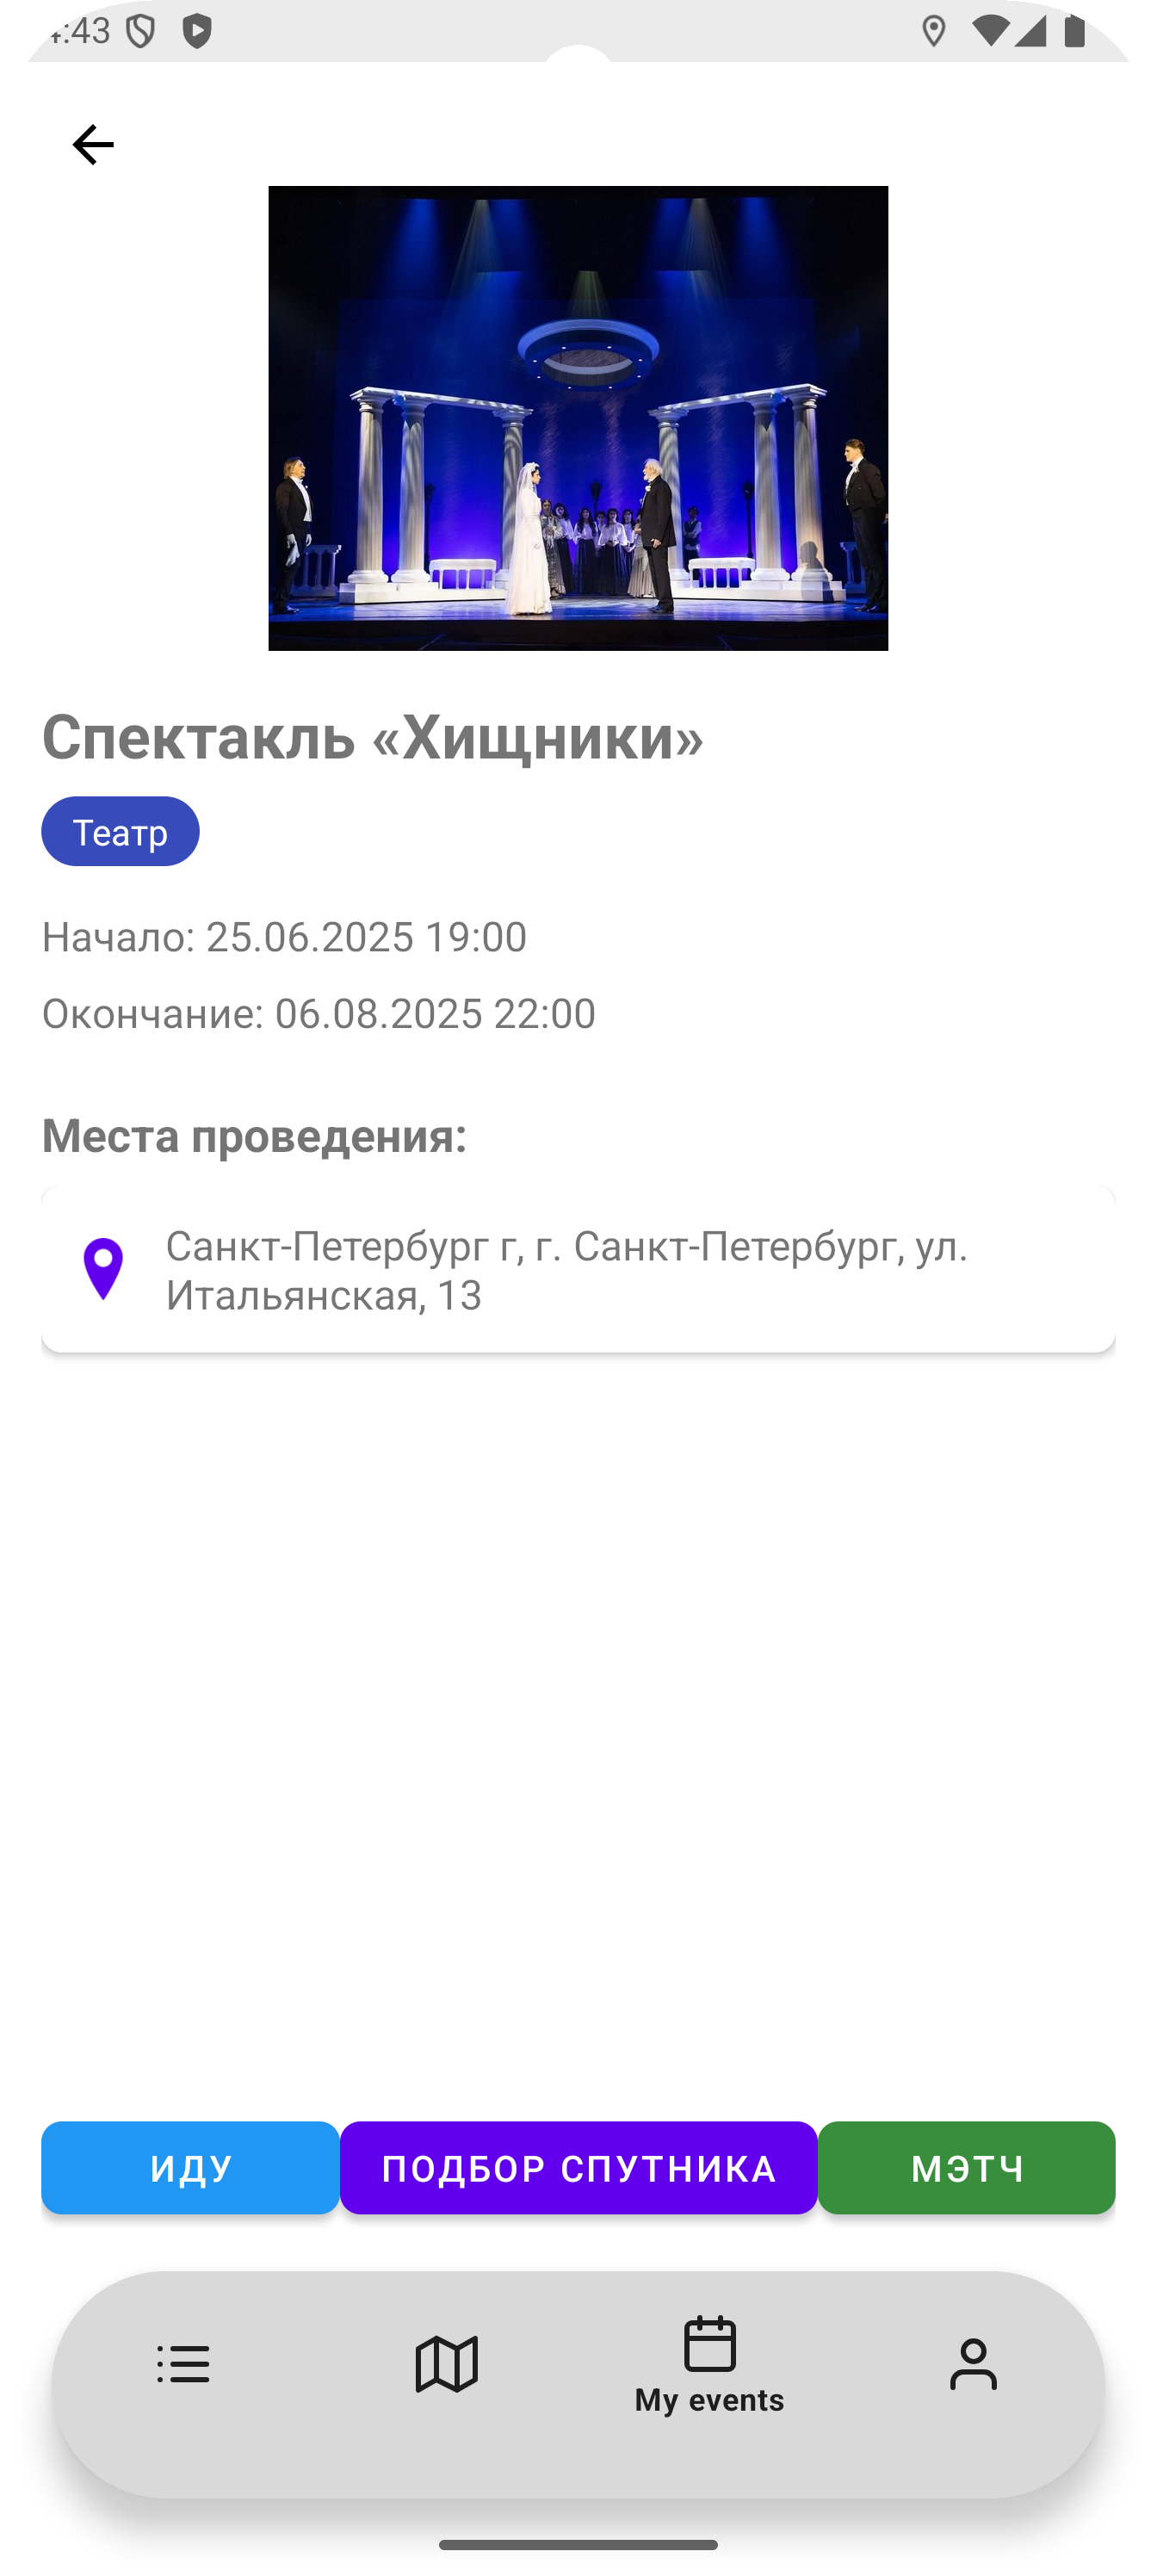 :43
Спектакль «Хищники»
Театр
Начало: 25.06.2025 19:00
Окончание: 06.08.2025 22:00
Места проведения:
Санкт-Петербург г, г. Санкт-Петербург, ул.
Итальянская, 13
ИДУ ПОДБОР СПУТНИКА МЭТЧ
My events